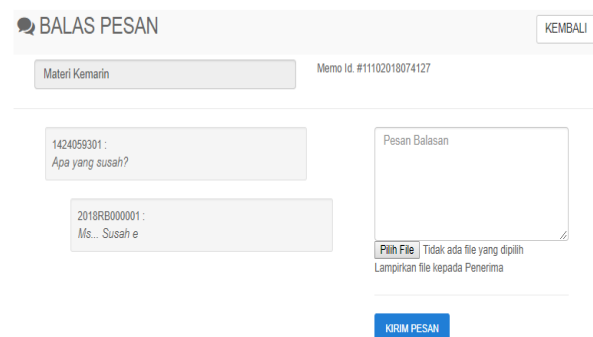 BALAS PESAN
KEMBALI
Materi Kemarin
Memo Id. #11102018074127
1424059301 :
Apa yang susah?
2018RB000001 :
Ms... Susah e
Pesan Balasan
Pilih File Tidak ada file yang dipilih
Lampirkan file kepada Penerima
KIRIM PESAN